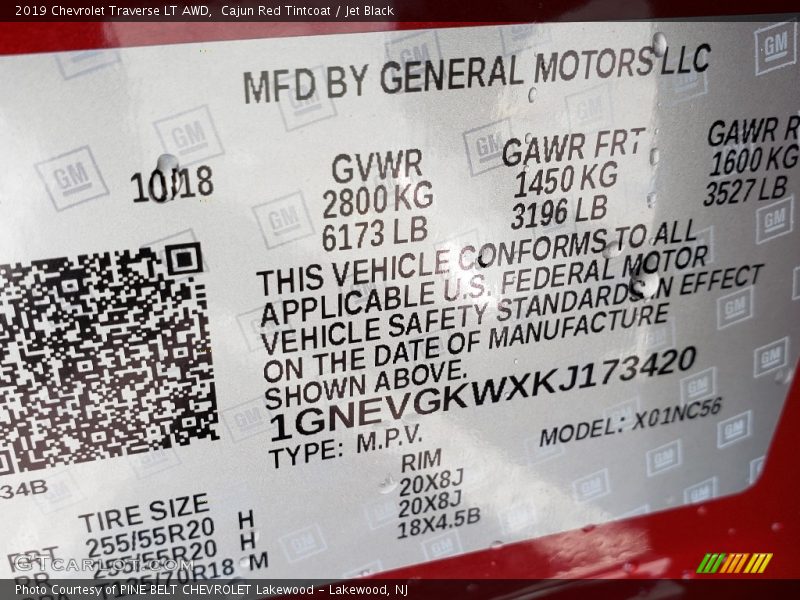 2019 Chevrolet Traverse LT AWD, Cajun Red Tintcoat / Jet Black
MFD BY GENERAL MOTORS LLC
10/18
GVWR
2800 KG
6173 LB
GAWR FRT
1450 KG
3196 LB
GAWR R
1600 KG
3527 LB
THIS VEHICLE CONFORMS TO ALL
APPLICABLE U.S. FEDERAL MOTOR
VEHICLE SAFETY STANDARDS IN EFFECT
ON THE DATE OF MANUFACTURE
SHOWN ABOVE.
1GNEVGKWXKJ173420
TYPE: M.P.V.
MODEL: X01NC56
34B
TIRE SIZE
RIM
FRT 255/55R20 H 20X8J
RR 255/55R20 H 20X8J
/70R18 M 18X4.5B
GM
GTcarlot.com
Photo Courtesy of PINE BELT CHEVROLET Lakewood - Lakewood, NJ